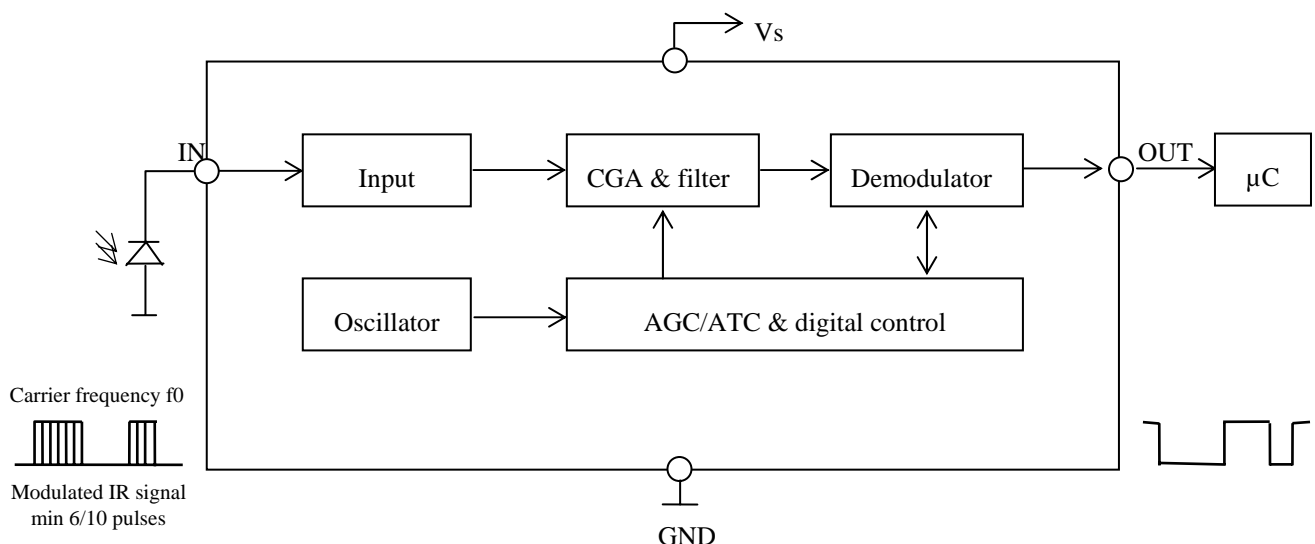 Vs
IN
OUT
Input
CGA & filter
Demodulator
µC
Oscillator
AGC/ATC & digital control
Carrier frequency f0
Modulated IR signal
min 6/10 pulses
GND